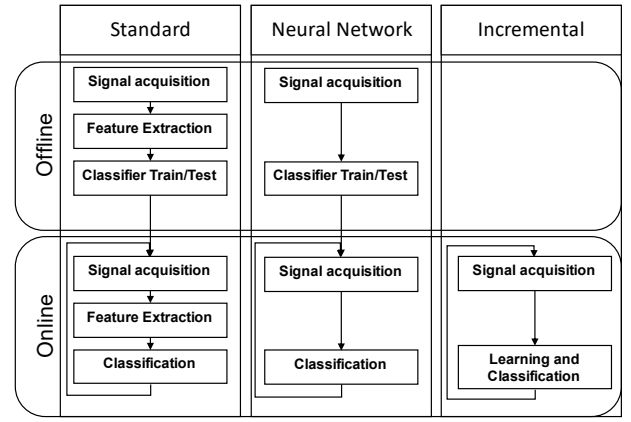 Standard
Neural Network
Incremental
Offline
Signal acquisition
Feature Extraction
Classifier Train/Test
Signal acquisition
Classifier Train/Test
Online
Signal acquisition
Feature Extraction
Classification
Signal acquisition
Classification
Signal acquisition
Learning and
Classification